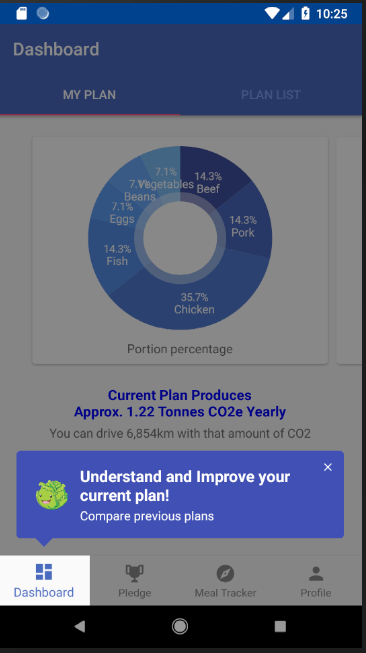 10:25
Dashboard
MY PLAN
PLAN LIST
7.1%
Vegetables
14.3%
Beef
7.1%
Beans
7.1%
Eggs
14.3%
Pork
14.3%
Fish
35.7%
Chicken
Portion percentage
Current Plan Produces
Approx. 1.22 Tonnes CO2e Yearly
You can drive 6,854km with that amount of CO2
Understand and Improve your
current plan!
Compare previous plans
Dashboard
Pledge
Meal Tracker
Profile